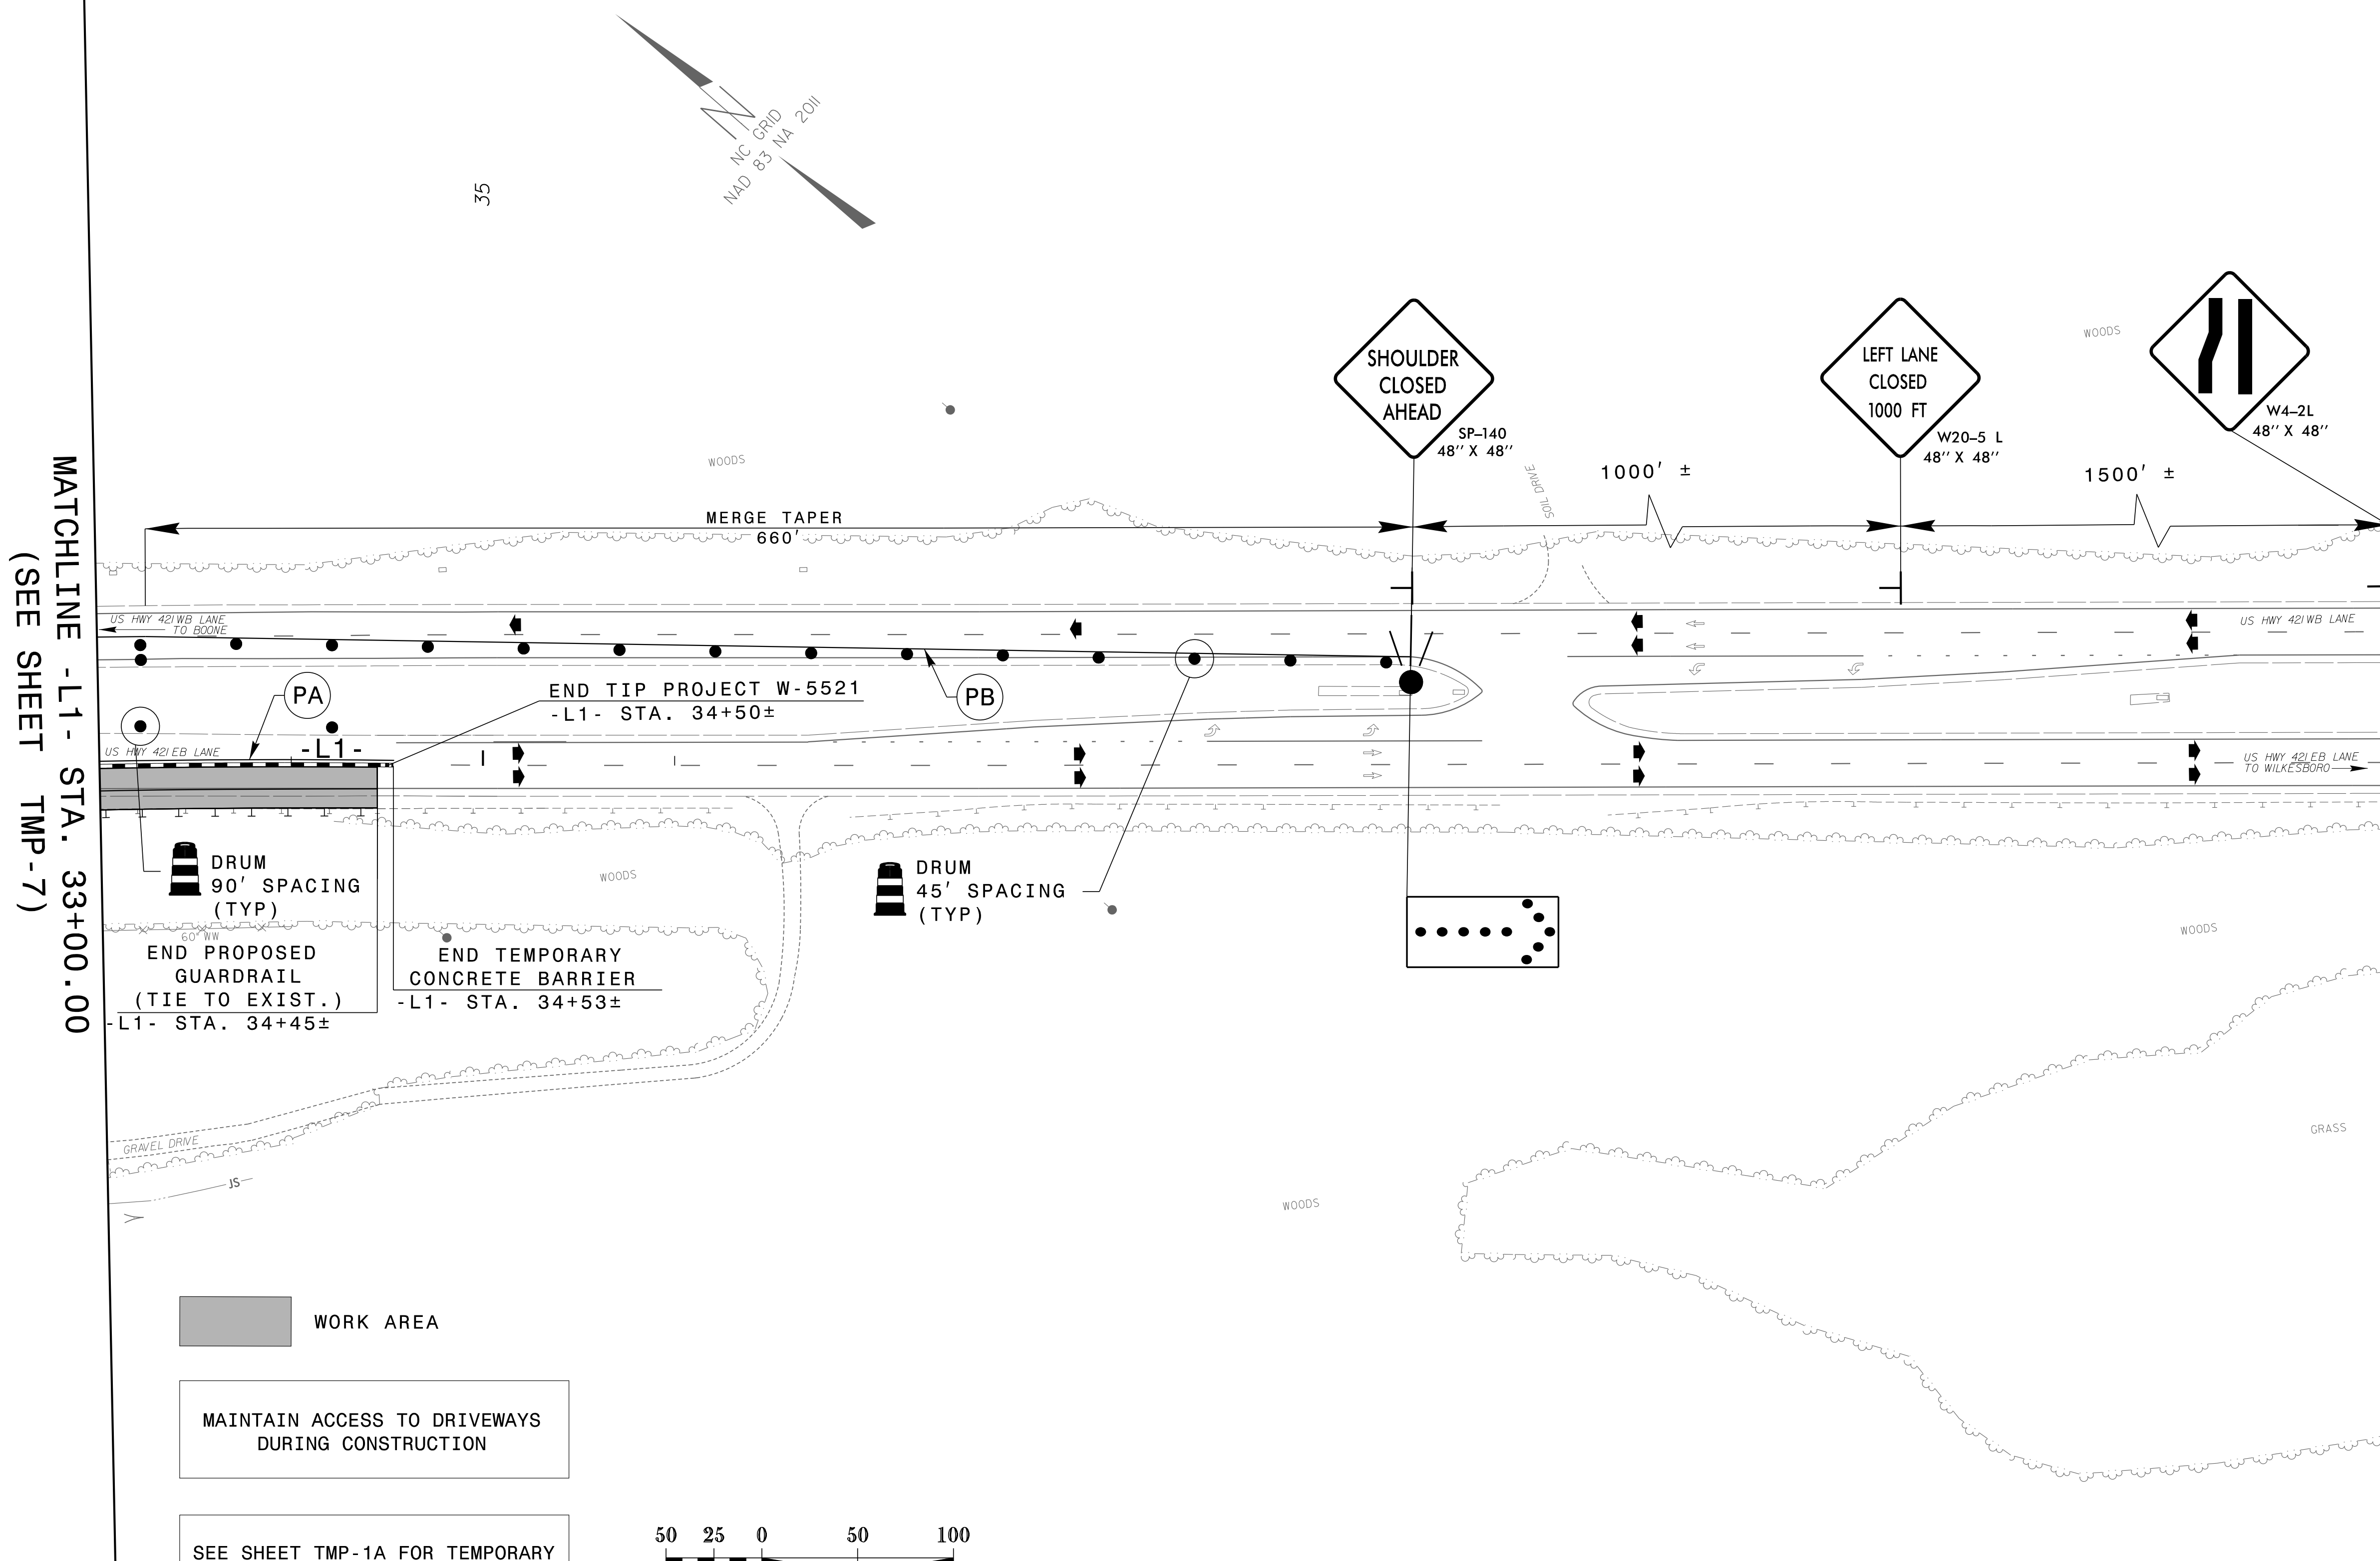 NC GRID
NAD 83 NA 2011
35
MATCHLINE -L1- STA. 33+00.00
(SEE SHEET TMP-7)
SHOULDER
CLOSED
AHEAD
SP-140
48'' X 48''
LEFT LANE
CLOSED
1000 FT
W20-5 L
48'' X 48''
W4-2L
48'' X 48''
WOODS
WOODS
SOIL DRIVE
1000' ±
1500' ±
MERGE TAPER
660'
US HWY 421 WB LANE
TO BOONE
US HWY 421 WB LANE
PA
PB
END TIP PROJECT W-5521
-L1- STA. 34+50±
-L1-
US HWY 421 EB LANE
US HWY 421 EB LANE
TO WILKESBORO
DRUM
90' SPACING
(TYP)
DRUM
45' SPACING
(TYP)
WOODS
WOODS
60" WW
END PROPOSED
GUARDRAIL
(TIE TO EXIST.)
-L1- STA. 34+45±
END TEMPORARY
CONCRETE BARRIER
-L1- STA. 34+53±
GRAVEL DRIVE
JS
GRASS
WOODS
WORK AREA
MAINTAIN ACCESS TO DRIVEWAYS
DURING CONSTRUCTION
SEE SHEET TMP-1A FOR TEMPORARY
50 25 0 50 100